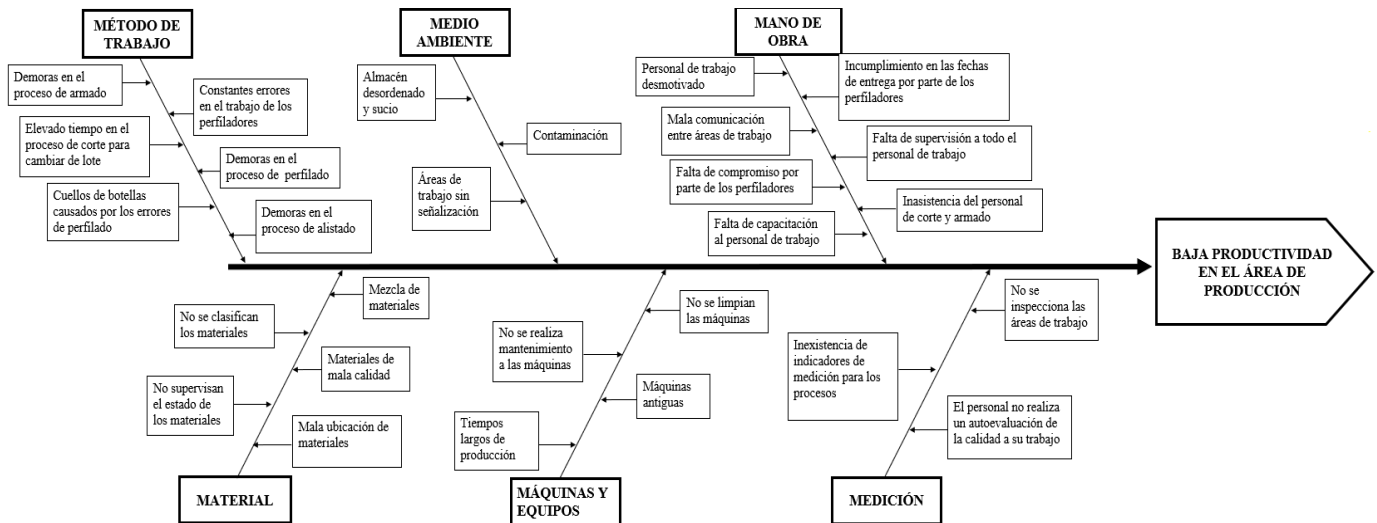 MÉTODO DE
TRABAJO
MEDIO
AMBIENTE
MANO DE
OBRA
Demoras en el
proceso de armado
Constantes errores
en el trabajo de los
perfiladores
Elevado tiempo en el
proceso de corte para
cambiar de lote
Demoras en el
proceso de perfilado
Cuellos de botellas
causados por los errores
de perfilado
Demoras en el
proceso de alistado
Almacén
desordenado
y sucio
Contaminación
Áreas de
trabajo sin
señalización
Personal de trabajo
desmotivado
Incumplimiento en las fechas
de entrega por parte de los
perfiladores
Mala comunicación
entre áreas de trabajo
Falta de supervisión a todo el
personal de trabajo
Falta de compromiso por
parte de los perfiladores
Inasistencia del personal
de corte y armado
Falta de capacitación
al personal de trabajo
BAJA PRODUCTIVIDAD
EN EL ÁREA DE
PRODUCCIÓN
Mezcla de
materiales
No se clasifican
los materiales
Materiales de
mala calidad
No supervisan
el estado de
los materiales
Mala ubicación de
materiales
No se limpian
las máquinas
No se realiza
mantenimiento
a las máquinas
Máquinas
antiguas
Tiempos
largos de
producción
No se
inspecciona las
áreas de trabajo
Inexistencia de
indicadores de
medición para los
procesos
El personal no realiza
un autoevaluación de
la calidad a su trabajo
MATERIAL
MÁQUINAS Y
EQUIPOS
MEDICIÓN